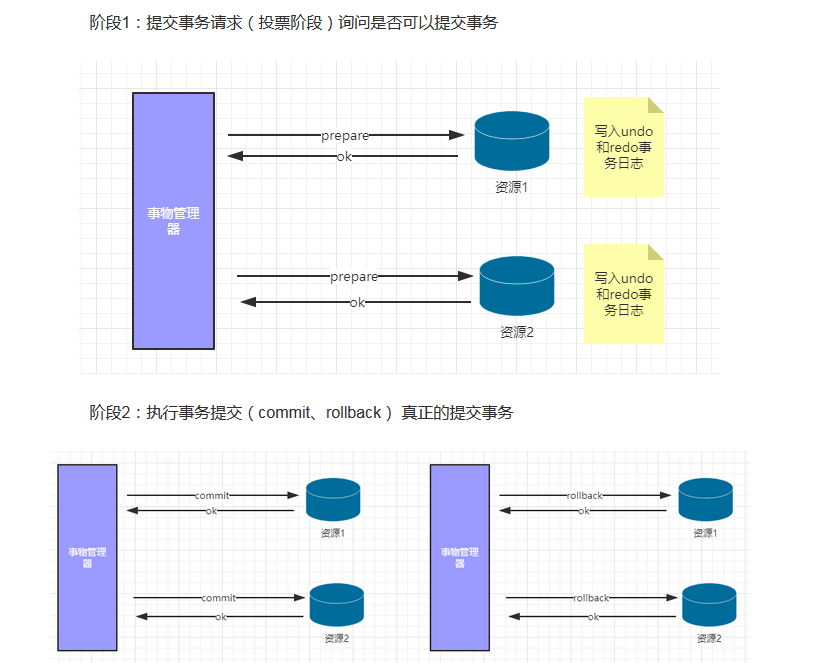 阶段1：提交事务请求（投票阶段）询问是否可以提交事务
事物管理
器
prepare
ok
资源1
写入undo
和redo事
务日志
prepare
ok
资源2
写入undo
和redo事
务日志
阶段2：执行事务提交（commit、rollback） 真正的提交事务
事物管理
器
commit
ok
资源1
commit
ok
资源2
事物管理
器
rollback
ok
资源1
rollback
ok
资源2